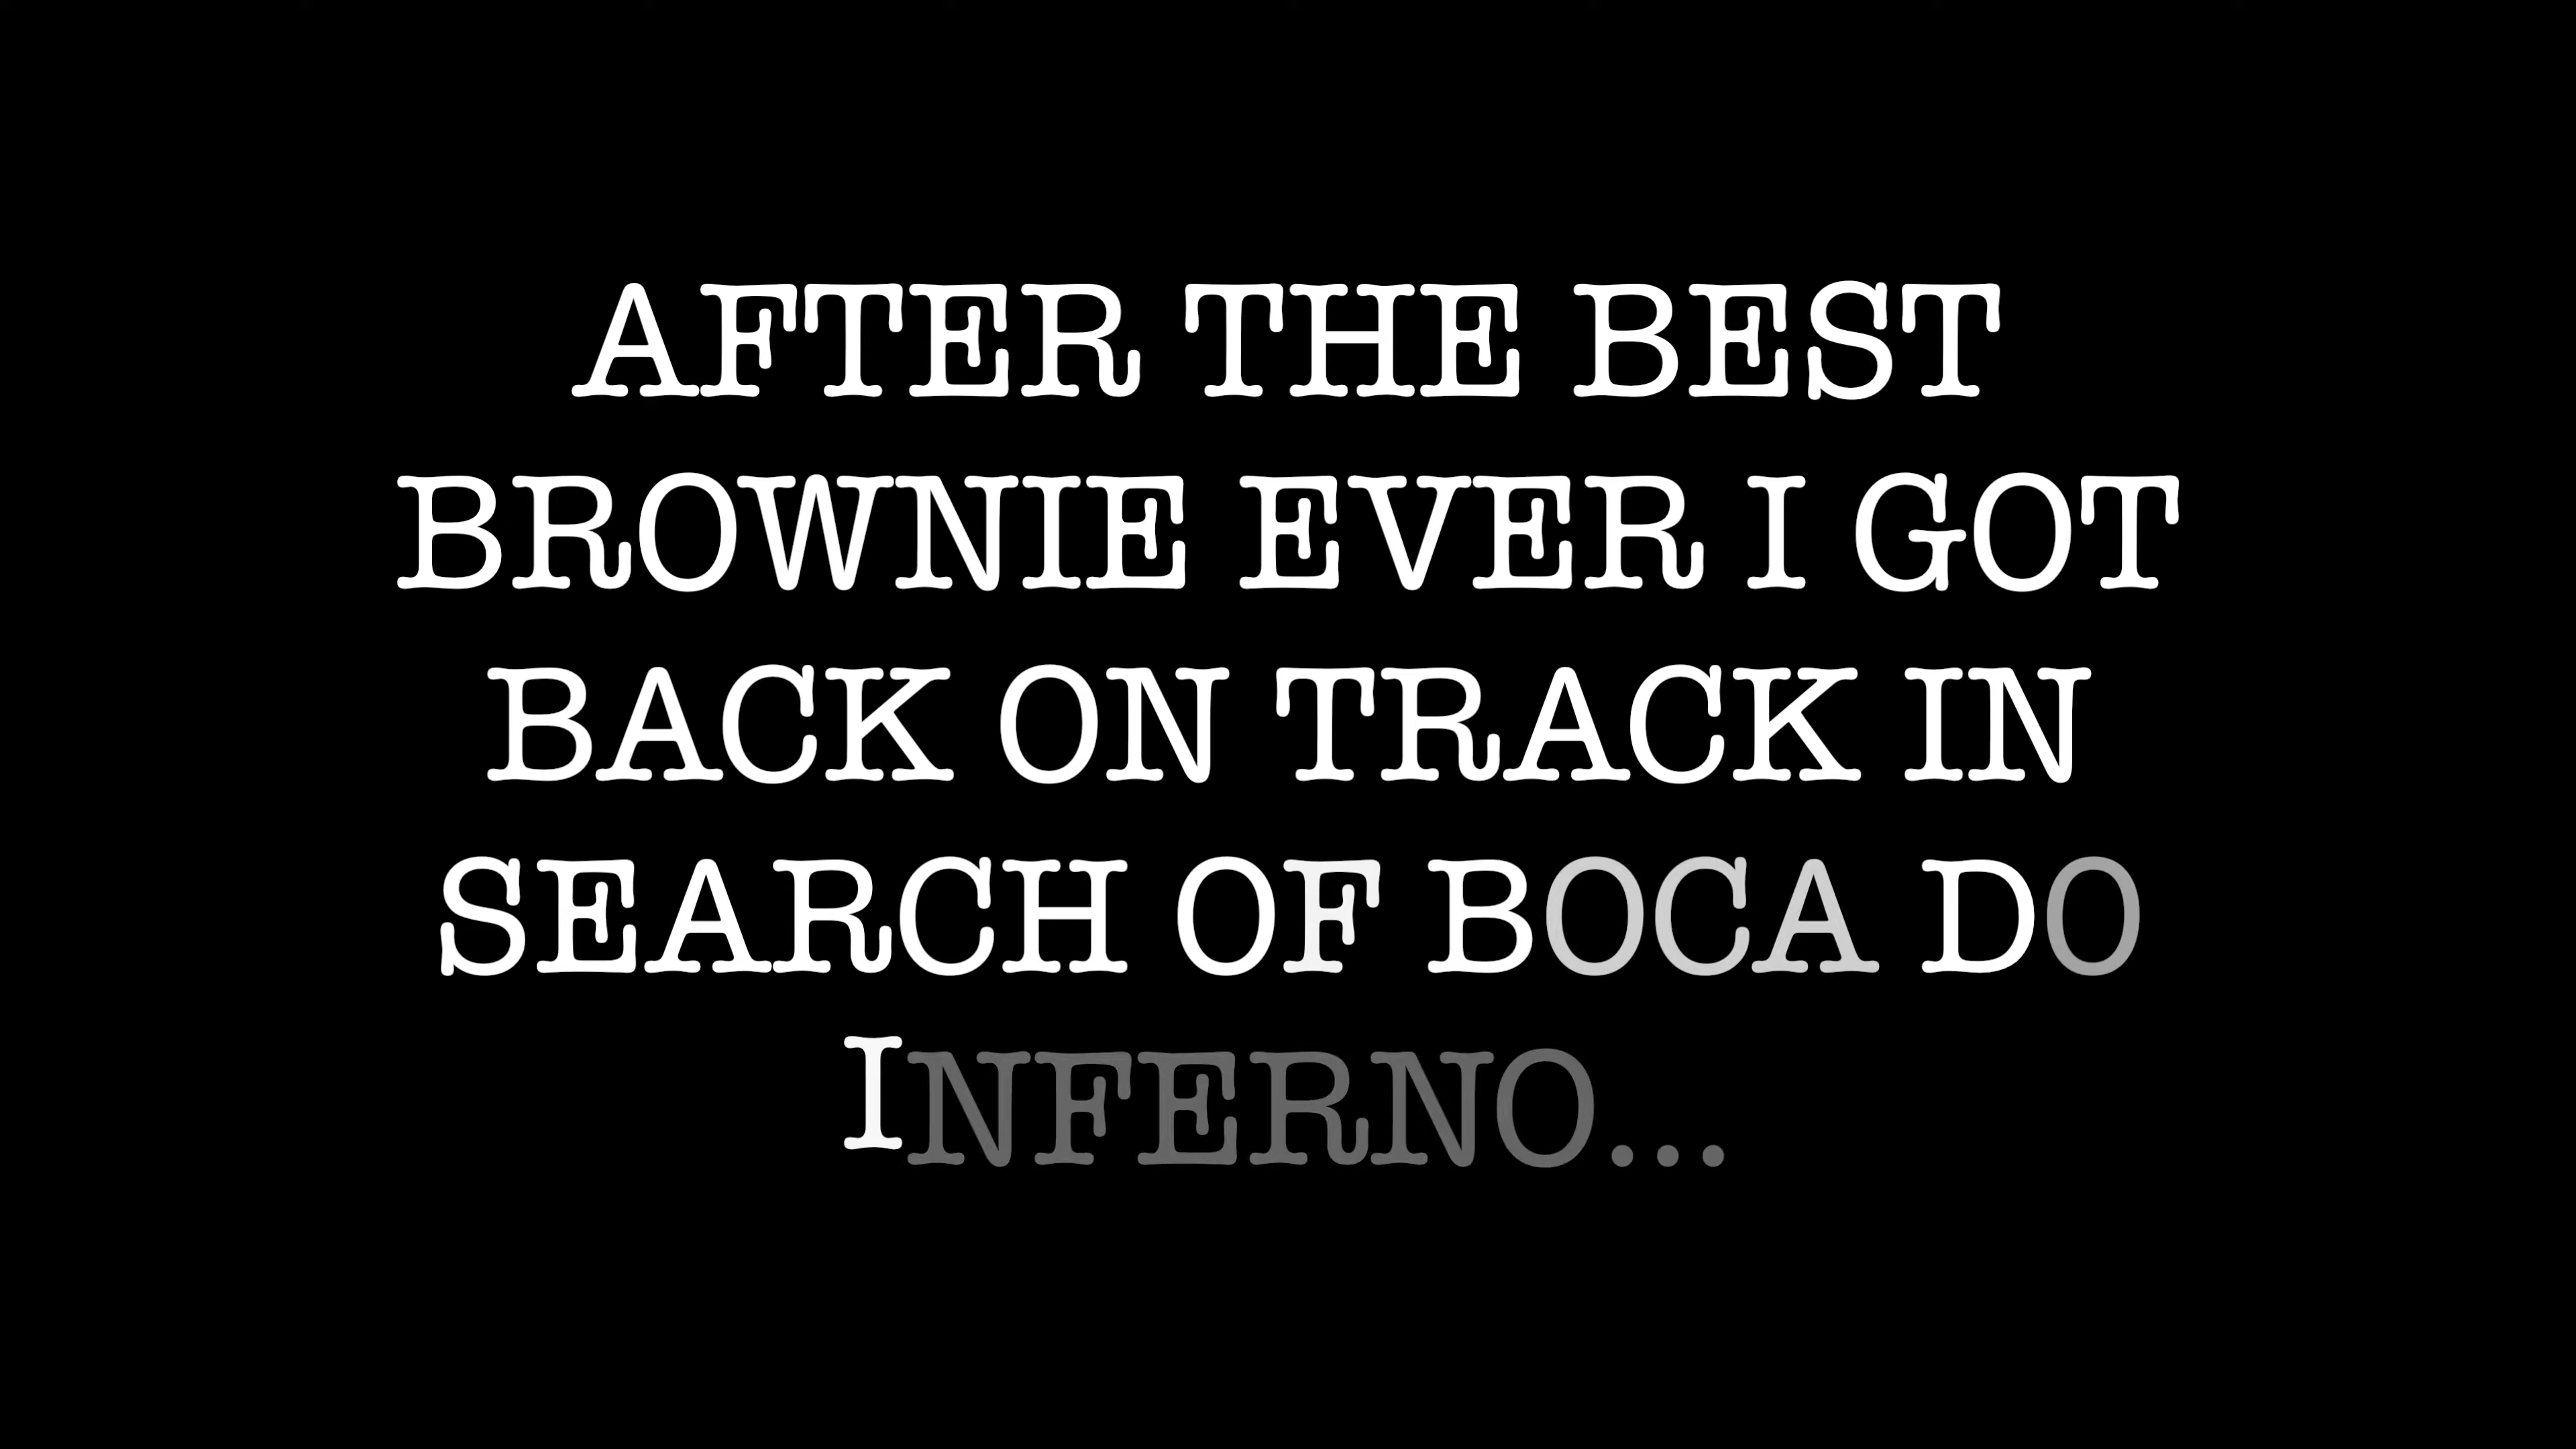 AFTER THE BEST
BROWNIE EVER I GOT
BACK ON TRACK IN
SEARCH OF BOCA DO
INFERNO...